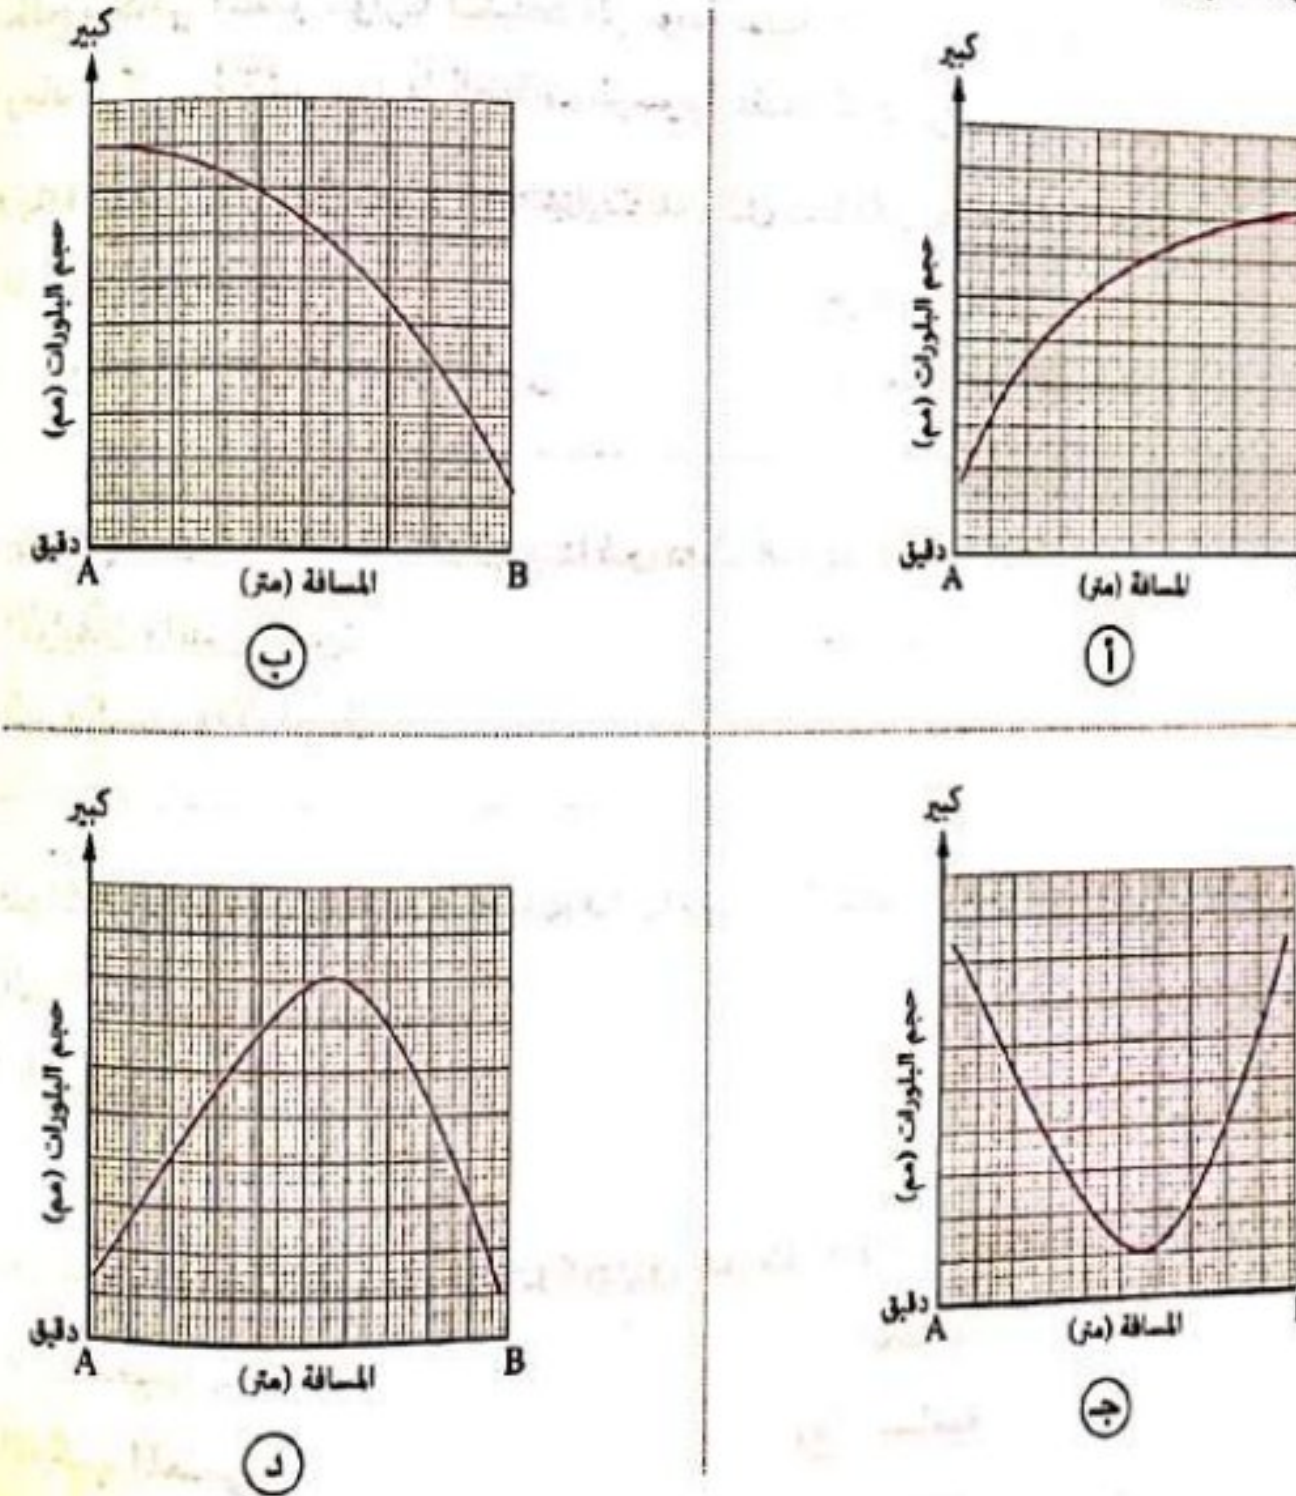 كبير
حجم البلورات (مم)
دقيق
A
المسافة (متر)
أ
كبير
حجم البلورات (مم)
دقيق
A
المسافة (متر)
B
ب
كبير
حجم البلورات (مم)
دقيق
A
المسافة (متر)
ج
كبير
حجم البلورات (مم)
دقيق
A
المسافة (متر)
B
د